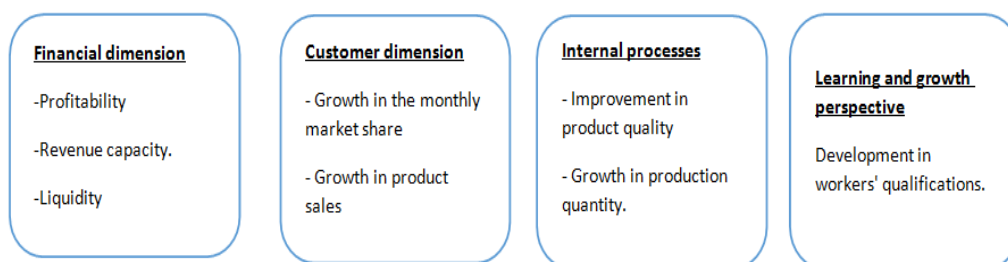 Financial dimension
-Profitability
-Revenue capacity.
-Liquidity
Customer dimension
- Growth in the monthly
market share
- Growth in product
sales
Internal processes
- Improvement in
product quality
- Growth in production
quantity.
Learning and growth
perspective
Development in
workers' qualifications.